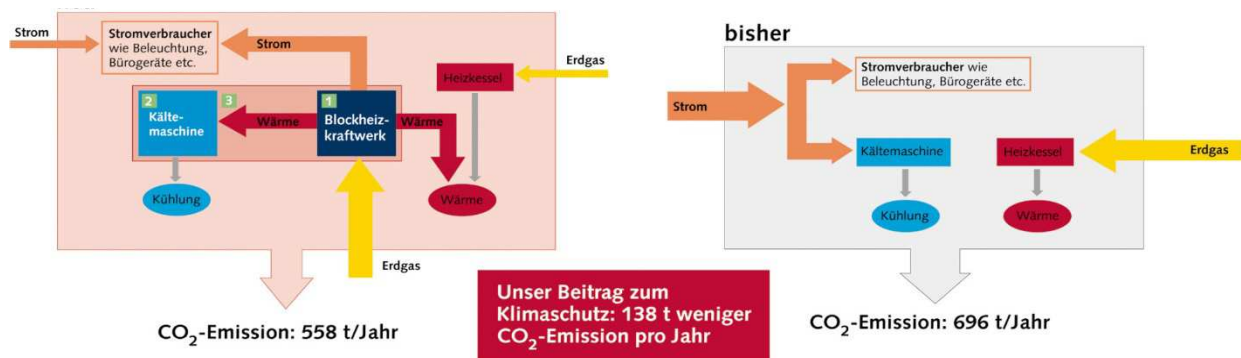 Strom
Stromverbraucher
wie Beleuchtung,
Bürogeräte etc.
Strom
Erdgas
Heizkessel
2
Kälte-
maschine
3
Wärme
1
Blockheiz-
kraftwerk
Wärme
Kühlung
Wärme
Erdgas
CO₂-Emission: 558 t/Jahr
Unser Beitrag zum
Klimaschutz: 138 t weniger
CO₂-Emission pro Jahr
bisher
Stromverbraucher wie
Beleuchtung, Bürogeräte etc.
Strom
Kältemaschine
Heizkessel
Erdgas
Kühlung
Wärme
CO₂-Emission: 696 t/Jahr